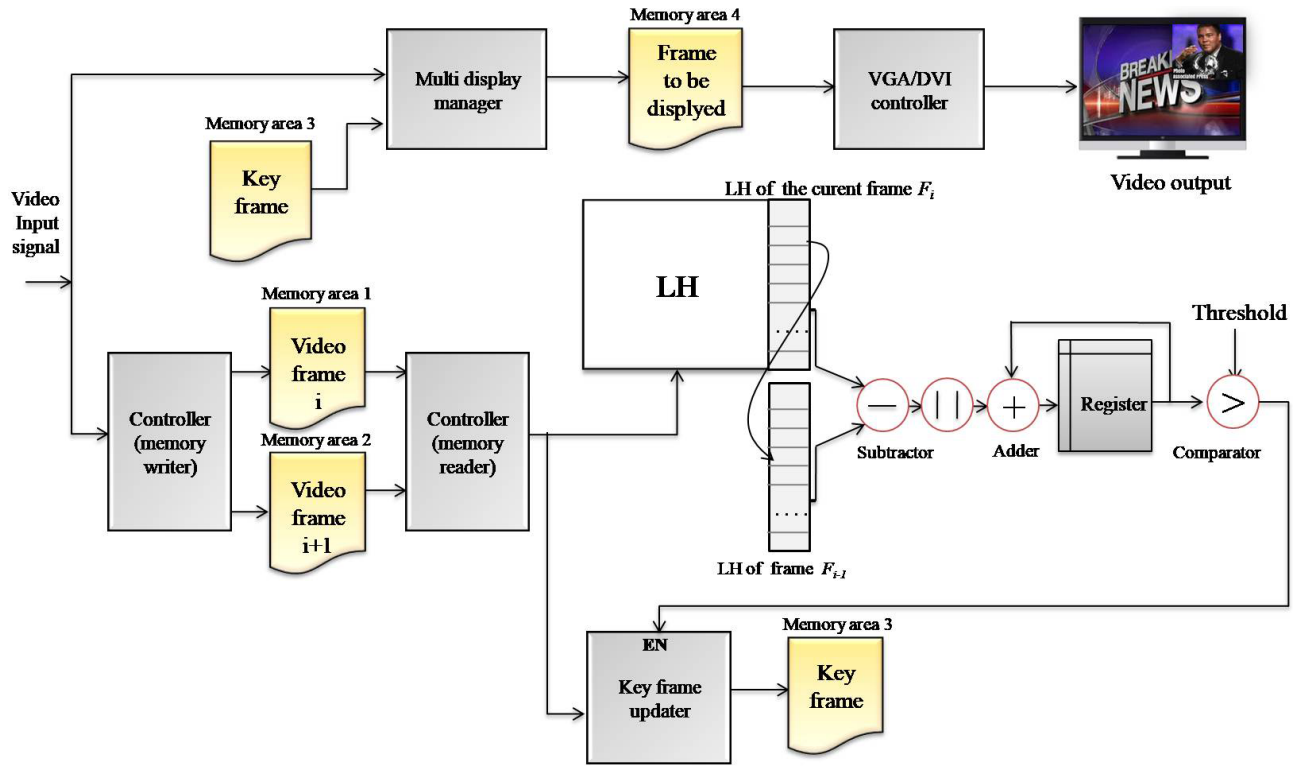 Memory area 4
Multi display
manager
Frame
to be
displyed
VGA/DVI
controller
BREAKI
NEWS
Video output
Memory area 3
Key
frame
Video
Input
signal
LH of the curent frame Fi
LH
....
Memory area 1
Video
frame
i
Controller
(memory
writer)
Memory area 2
Video
frame
i+1
Controller
(memory
reader)
Threshold
−
| |
+
Register
>
Subtractor
Adder
Comparator
....
LH of frame Fi-1
EN
Key frame
updater
Memory area 3
Key
frame